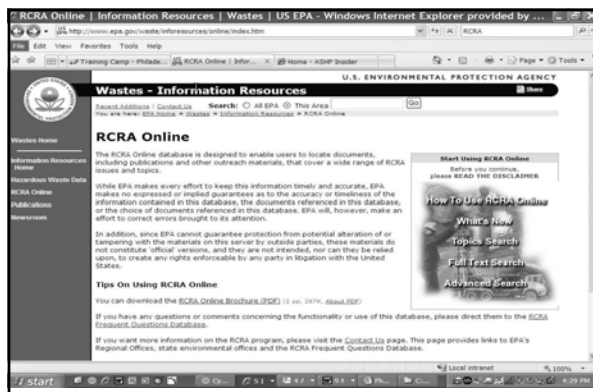 RCRA Online | Information Resources | Wastes | US EPA - Windows Internet Explorer provided by ...
http://www.epa.gov/waste/inforesources/online/index.htm
RCRA
File Edit View Favorites Tools Help
Training Camp - Philade... RCRA Online | Infor... X Home - ASHP Insider
Page Tools
U.S. ENVIRONMENTAL PROTECTION AGENCY
Wastes - Information Resources
Share
Recent Additions | Contact Us Search: All EPA This Area Go
You are here: EPA Home » Wastes » Information Resources » RCRA Online
Wastes Home
Information Resources
Home
Hazardous Waste Data
RCRA Online
Publications
Newsroom
RCRA Online
The RCRA Online database is designed to enable users to locate documents,
including publications and other outreach materials, that cover a wide range of RCRA
issues and topics.
While EPA makes every effort to keep this information timely and accurate, EPA
makes no expressed or implied guarantees as to the accuracy or timeliness of the
information contained in this database, the documents referenced in this database,
or the choice of documents referenced in this database. EPA will, however, make an
effort to correct errors brought to its attention.
In addition, since EPA cannot guarantee protection from potential alteration of or
tampering with the materials on this server by outside parties, these materials do
not constitute 'official' versions, and they are not intended, nor can they be relied
upon, to create any rights enforceable by any party in litigation with the United
States.
Tips On Using RCRA Online
You can download the RCRA Online Brochure (PDF) (2 pp, 267K, About PDF)
If you have any questions or comments concerning the functionality or use of this database, please direct them to the RCRA
Frequent Questions Database.
If you want more information on the RCRA program, please visit the Contact Us page. This page provides links to EPA's
Regional Offices, state environmental offices and the RCRA Frequent Questions Database.
Start Using RCRA Online
Before you continue,
please READ THE DISCLAIMER
How To Use RCRA Online
What's New
Topics Search
Full Text Search
Advanced Search
Local intranet 100%
start
4:29 PM